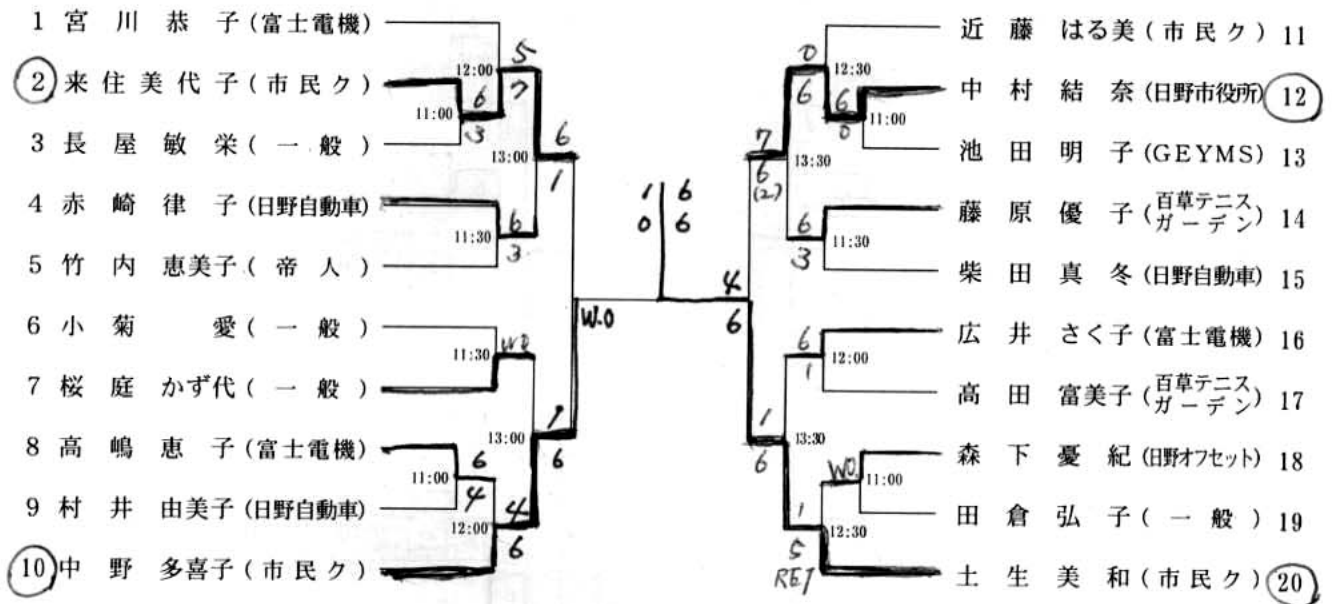 1 宮川恭子(富士電機)
② 来住美代子(市民ク)
3 長屋敏栄(一般)
4 赤崎律子(日野自動車)
5 竹内恵美子(帝人)
6 小菊愛(一般)
7 桜庭かず代(一般)
8 高嶋恵子(富士電機)
9 村井由美子(日野自動車)
⑩ 中野多喜子(市民ク)
12:00
5
7
11:00
6
3
13:00
6
1
11:30
6
3
11:30
W.O
13:00
6
11:00
6
4
12:00
4
6
W.O
1 6
0 6
4
6
近藤はる美(市民ク) 11
中村結奈(日野市役所) ⑫
池田明子(GEYMS) 13
藤原優子(百草テニスガーデン) 14
柴田真冬(日野自動車) 15
広井さく子(富士電機) 16
高田富美子(百草テニスガーデン) 17
森下憂紀(日野オフセット) 18
田倉弘子(一般) 19
土生美和(市民ク) ⑳
0
6
12:30
6
0
11:00
7
6
(2)
13:30
6
3
11:30
6
1
12:00
1
6
13:30
W.O.
11:00
1
5
RET
12:30